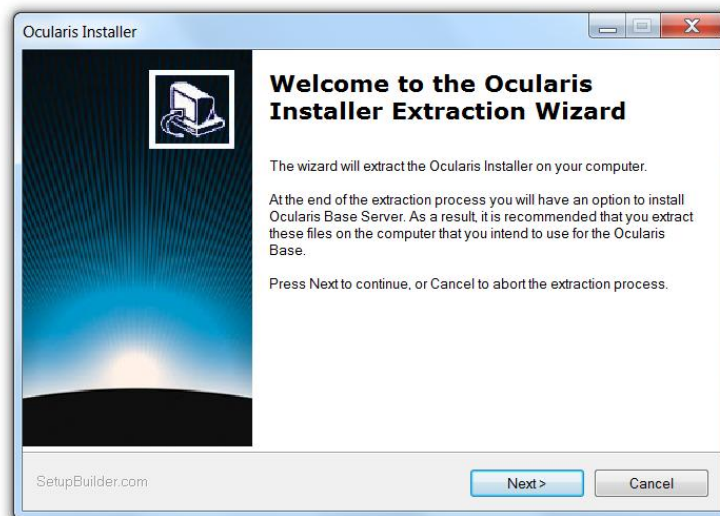 Ocularis Installer
Welcome to the Ocularis
Installer Extraction Wizard
The wizard will extract the Ocularis Installer on your computer.
At the end of the extraction process you will have an option to install
Ocularis Base Server. As a result, it is recommended that you extract
these files on the computer that you intend to use for the Ocularis
Base.
Press Next to continue, or Cancel to abort the extraction process.
SetupBuilder.com
Next >
Cancel